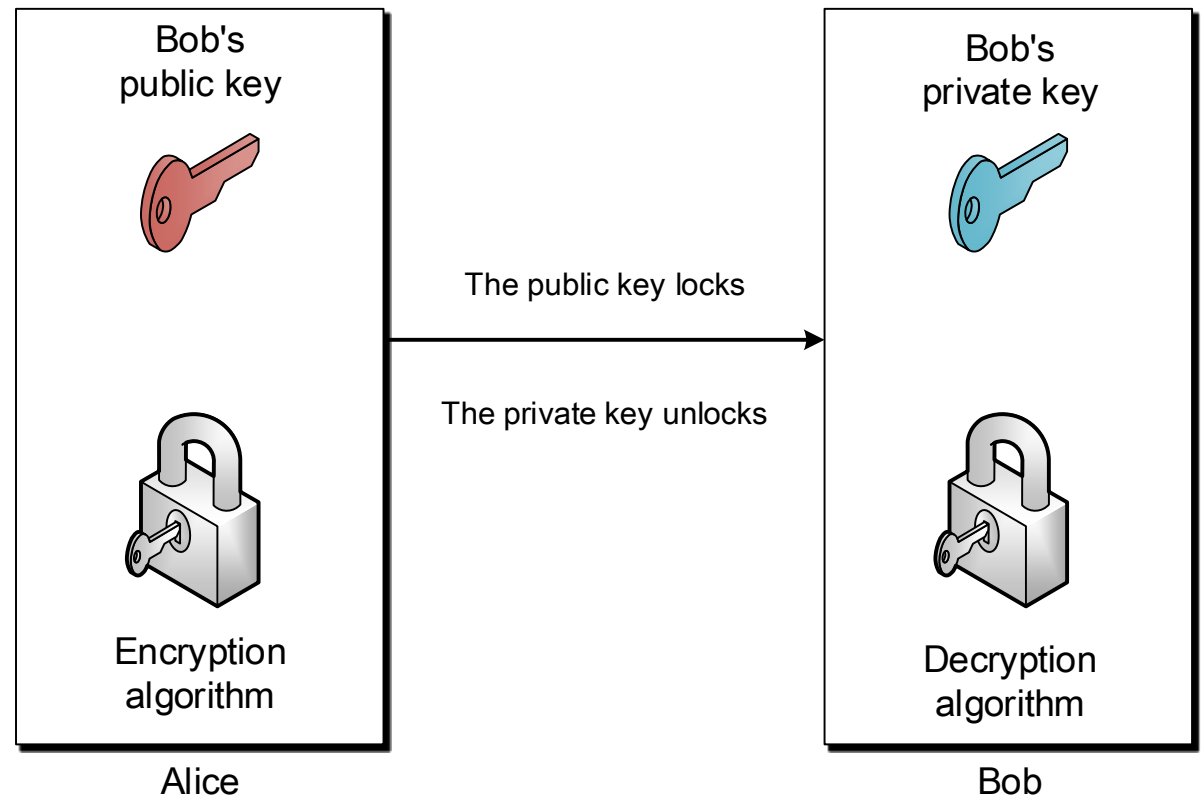 Bob's
public key
Bob's
private key
The public key locks
The private key unlocks
Encryption
algorithm
Decryption
algorithm
Alice
Bob